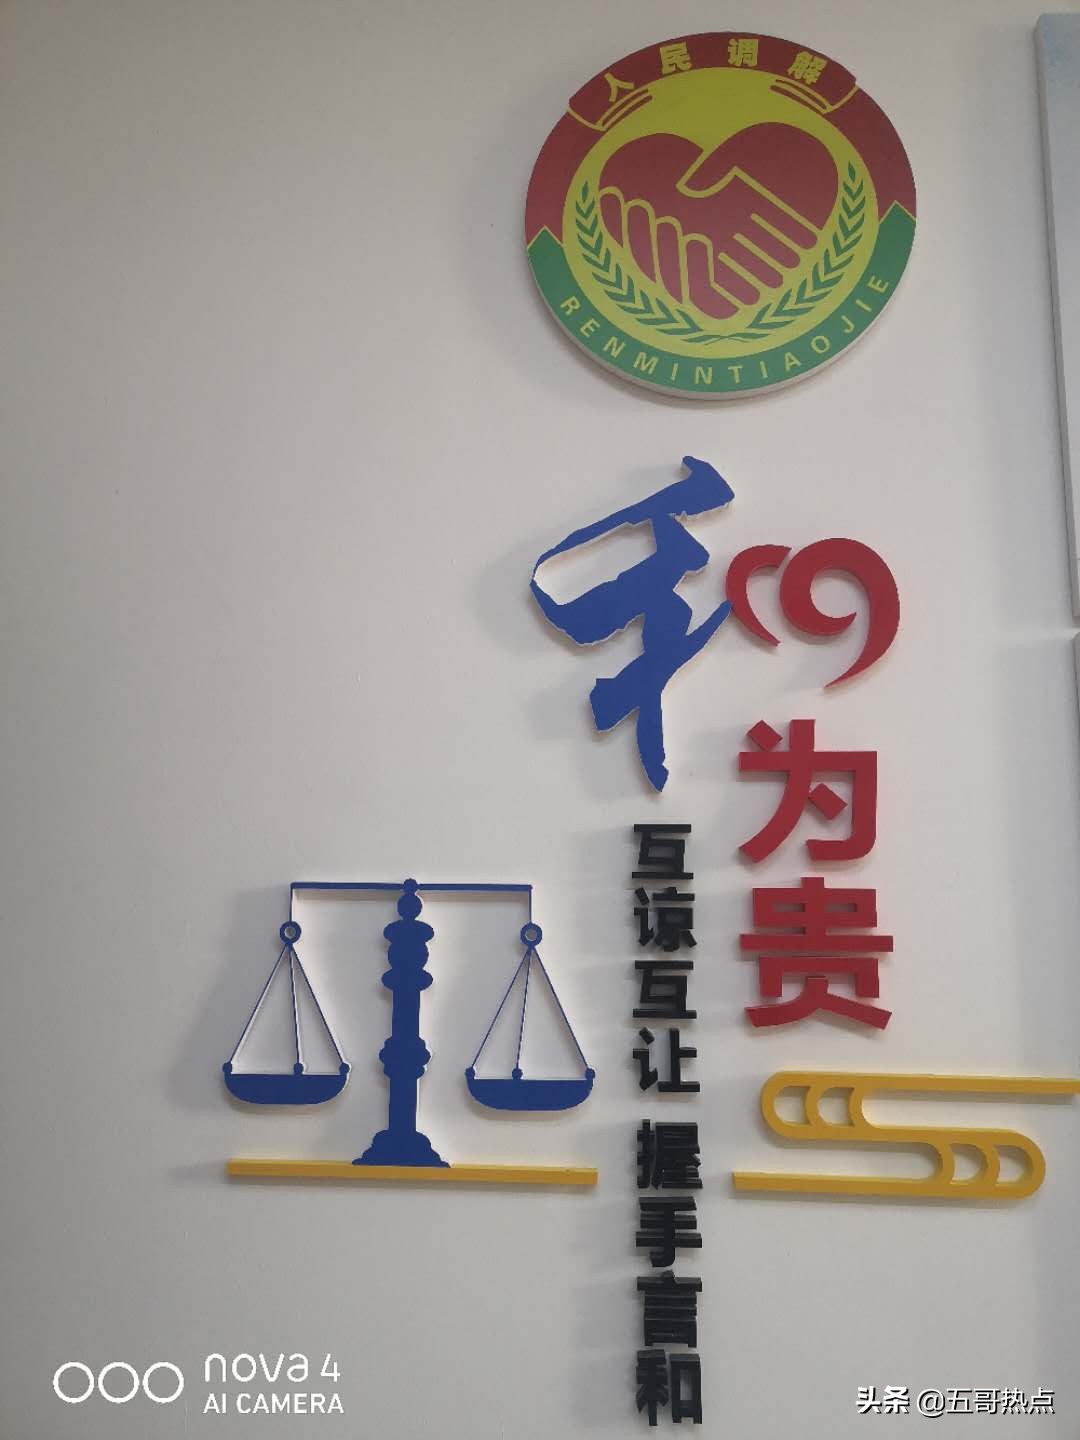 人民调解
RENMINTIAOJIE
和为贵
互谅互让 握手言和
nova 4
AI CAMERA
头条 @五哥热点